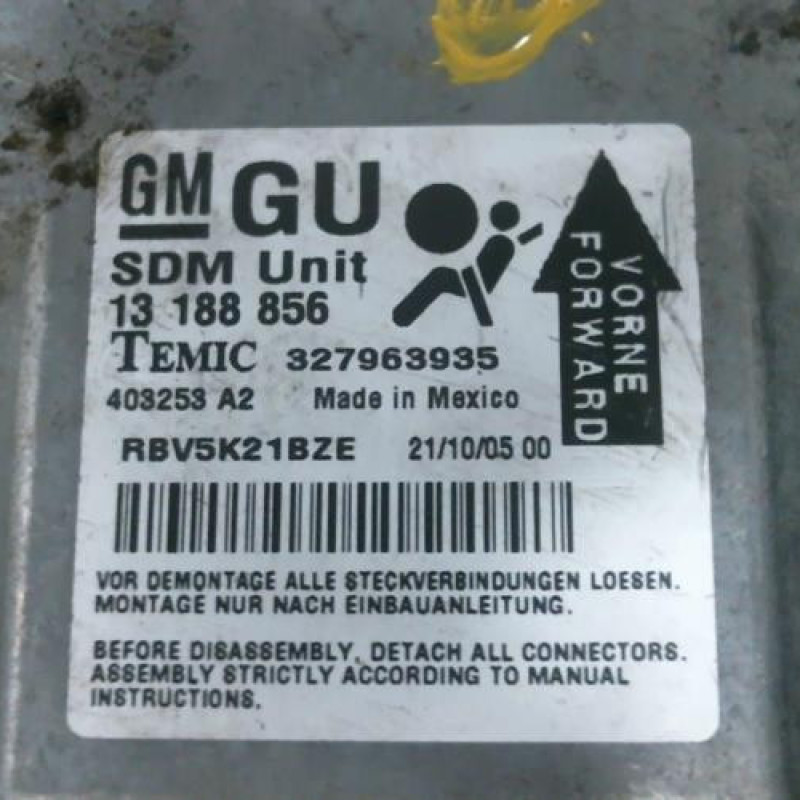 GM GU
SDM Unit
13 188 856
TEMIC 327963935
403253 A2 Made in Mexico
RBV5K21BZE 21/10/05 00
VORNE
FORWARD
VOR DEMONTAGE ALLE STECKVERBINDUNGEN LOESEN.
MONTAGE NUR NACH EINBAUANLEITUNG.
BEFORE DISASSEMBLY, DETACH ALL CONNECTORS.
ASSEMBLY STRICTLY ACCORDING TO MANUAL
INSTRUCTIONS.